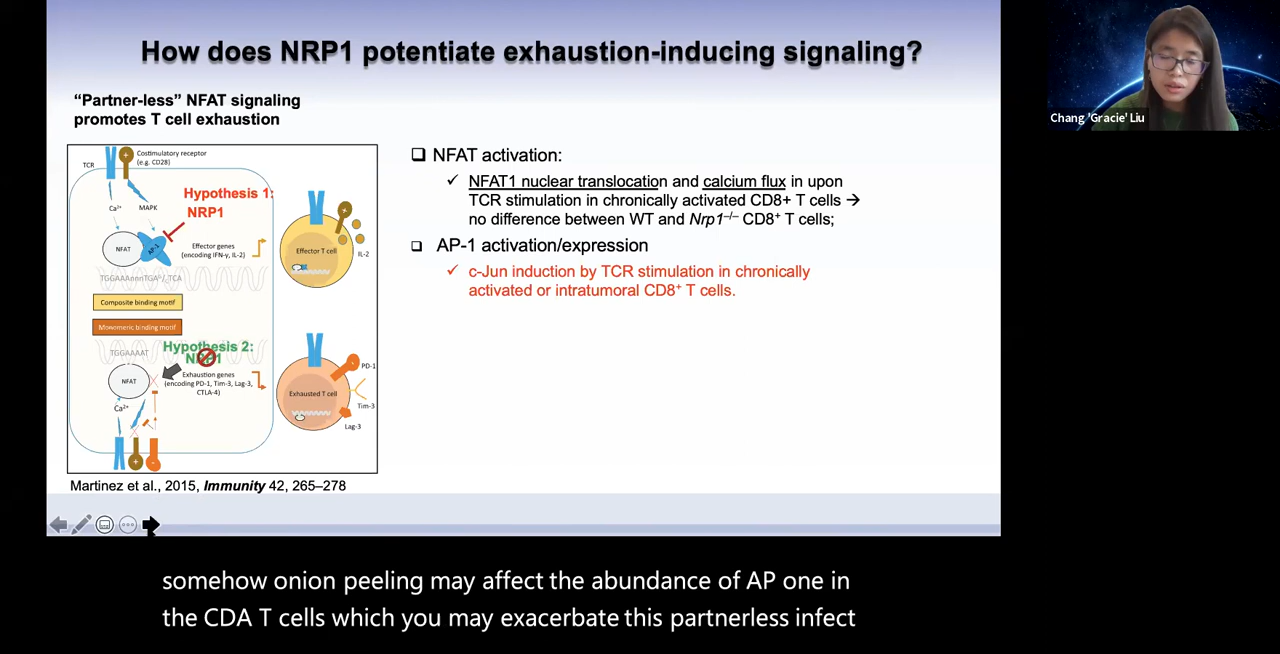 How does NRP1 potentiate exhaustion-inducing signaling?
“Partner-less” NFAT signaling
promotes T cell exhaustion
TCR
Costimulatory receptor
(e.g. CD28)
Ca²⁺
MAPK
Hypothesis 1:
NRP1
NFAT
AP-1
Effector genes
(encoding IFN-γ, IL-2)
Effector T cell
IL-2
Composite binding motif
Monomeric binding motif
TGGAAAAT
Hypothesis 2:
NRP1
NFAT
Exhaustion genes
(encoding PD-1, Tim-3, Lag-3,
CTLA-4)
Ca²⁺
Exhausted T cell
PD-1
Tim-3
Lag-3
Martinez et al., 2015, Immunity 42, 265–278
❑ NFAT activation:
✓ NFAT1 nuclear translocation and calcium flux in upon
TCR stimulation in chronically activated CD8+ T cells →
no difference between WT and Nrp1⁻/⁻ CD8⁺ T cells;
❑ AP-1 activation/expression
✓ c-Jun induction by TCR stimulation in chronically
activated or intratumoral CD8⁺ T cells.
Chang 'Gracie' Liu
somehow onion peeling may affect the abundance of AP one in
the CDA T cells which you may exacerbate this partnerless infect